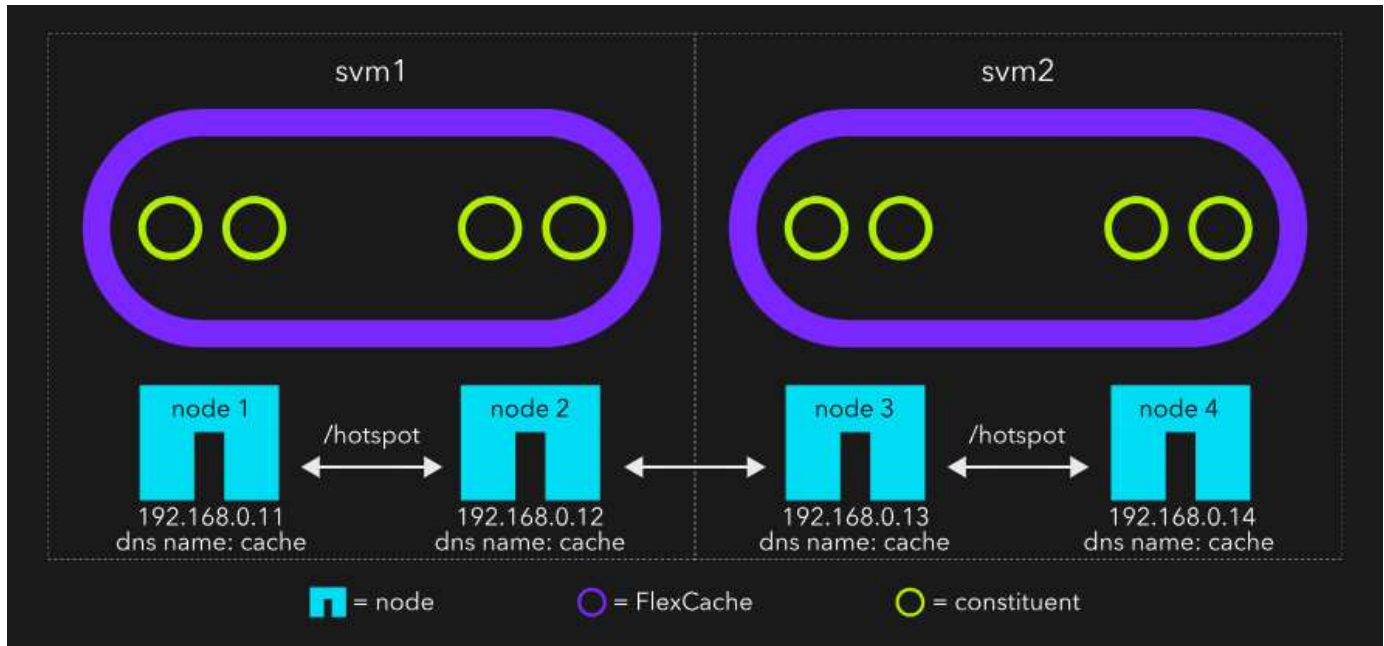 svm1
svm2
node 1
/hotspot
node 2
node 3
/hotspot
node 4
192.168.0.11
dns name: cache
192.168.0.12
dns name: cache
192.168.0.13
dns name: cache
192.168.0.14
dns name: cache
= node
= FlexCache
= constituent